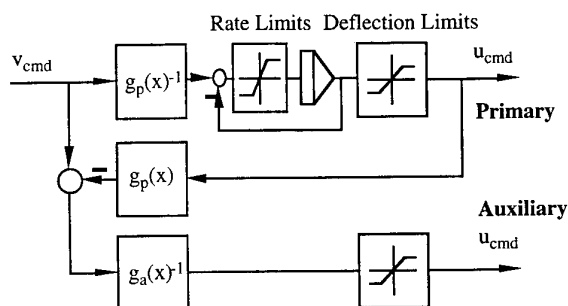 Rate Limits Deflection Limits
v_cmd
g_p(x)^-1
u_cmd
Primary
g_p(x)
Auxiliary
u_cmd
g_a(x)^-1